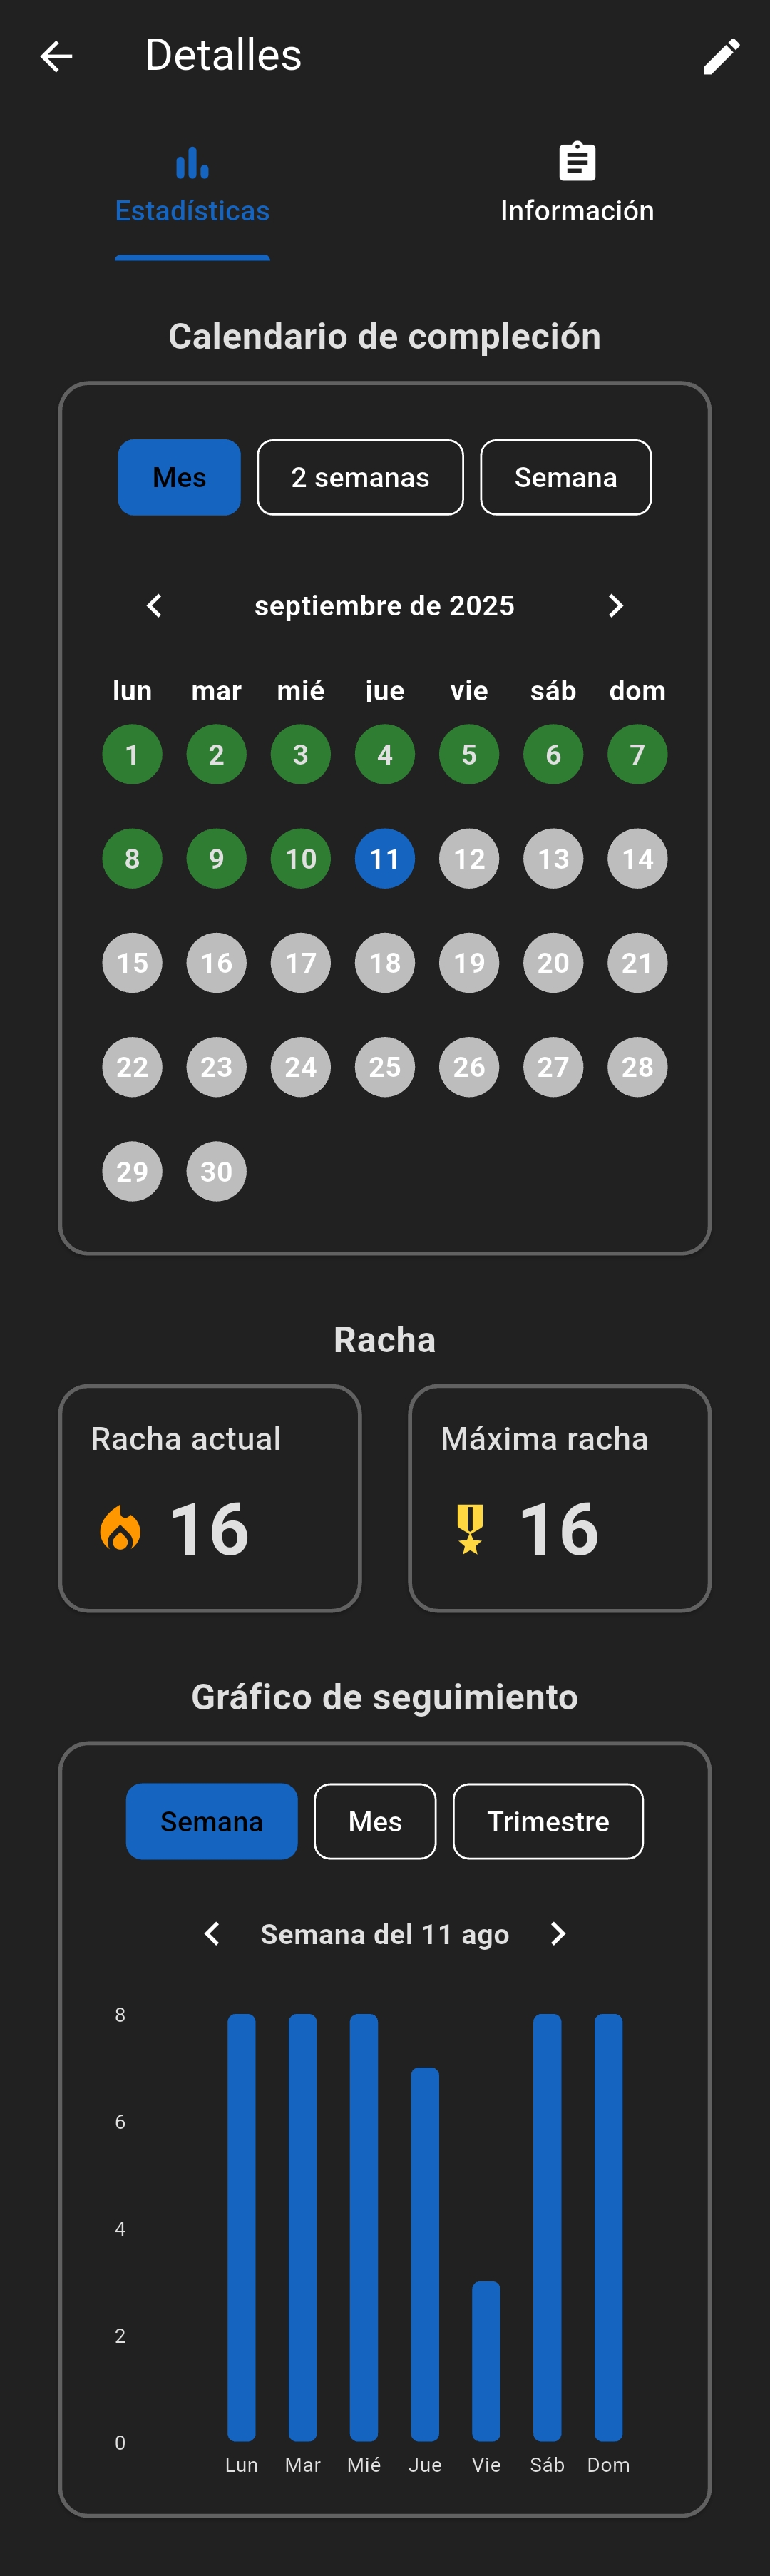 Detalles
Estadísticas Información
Calendario de compleción
Mes 2 semanas Semana
septiembre de 2025
lun mar mié jue vie sáb dom
1 2 3 4 5 6 7
8 9 10 11 12 13 14
15 16 17 18 19 20 21
22 23 24 25 26 27 28
29 30
Racha
Racha actual Máxima racha
16 16
Gráfico de seguimiento
Semana Mes Trimestre
Semana del 11 ago
8
6
4
2
0
Lun Mar Mié Jue Vie Sáb Dom